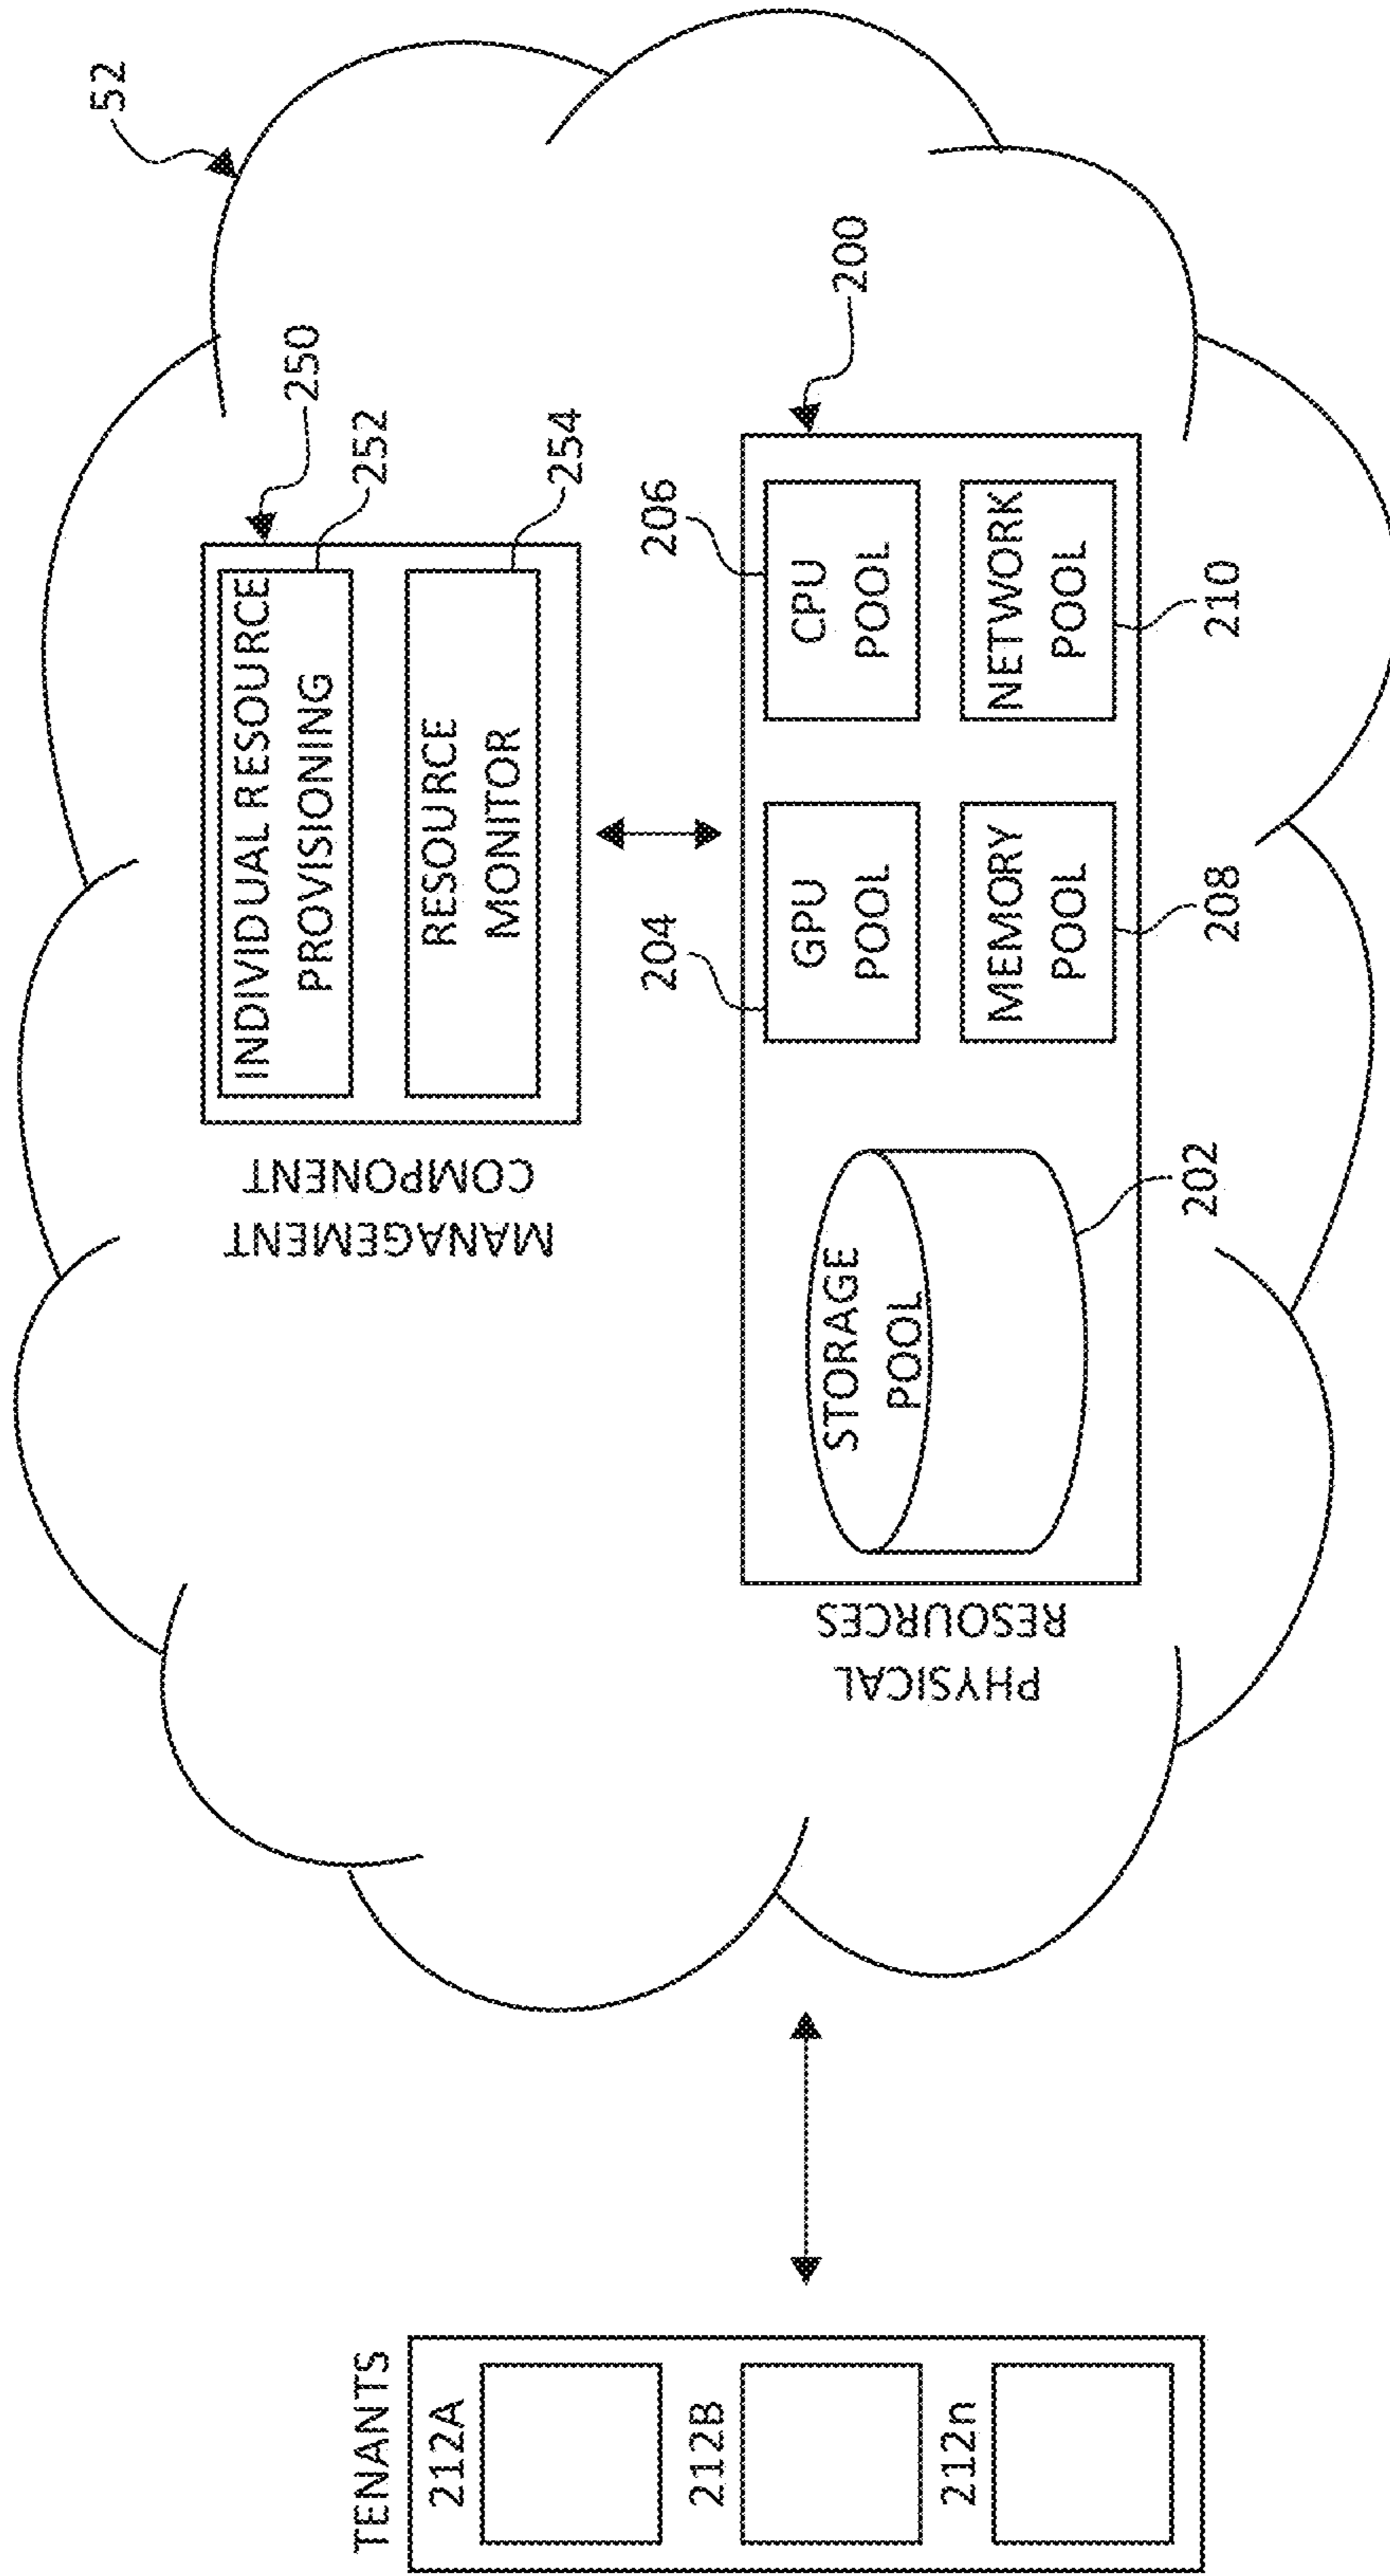 52
250
INDIVIDUAL RESOURCE
PROVISIONING
252
RESOURCE
MONITOR
254
MANAGEMENT
COMPONENT
TENANTS
212A
212B
212n
200
204
206
GPU
POOL
CPU
POOL
STORAGE
POOL
MEMORY
POOL
NETWORK
POOL
PHYSICAL
RESOURCES
202
208
210